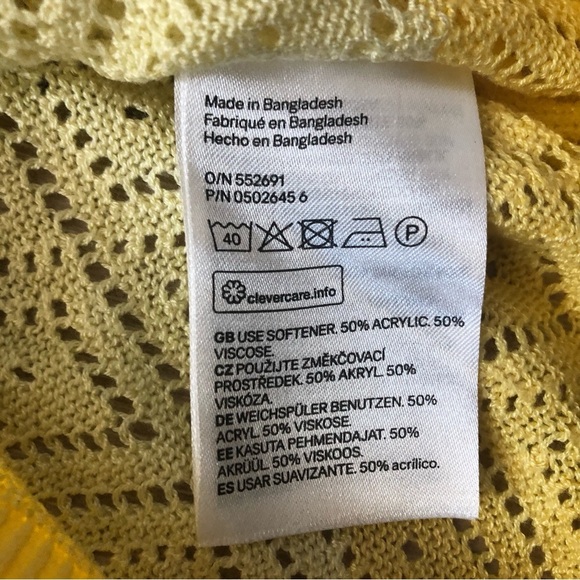 Made in Bangladesh
Fabriqué en Bangladesh
Hecho en Bangladesh
O/N 552691
P/N 0502645 6
40 P
clevercare.info
GB USE SOFTENER. 50% ACRYLIC. 50%
VISCOSE.
CZ POUŽIJTE ZMĚKČOVACÍ
PROSTŘEDEK. 50% AKRYL. 50%
VISKÓZA.
DE WEICHSPÜLER BENUTZEN. 50%
ACRYL. 50% VISKOSE.
EE KASUTA PEHMENDAJAT. 50%
AKRÜÜL. 50% VISKOOS.
ES USAR SUAVIZANTE. 50% acrílico.